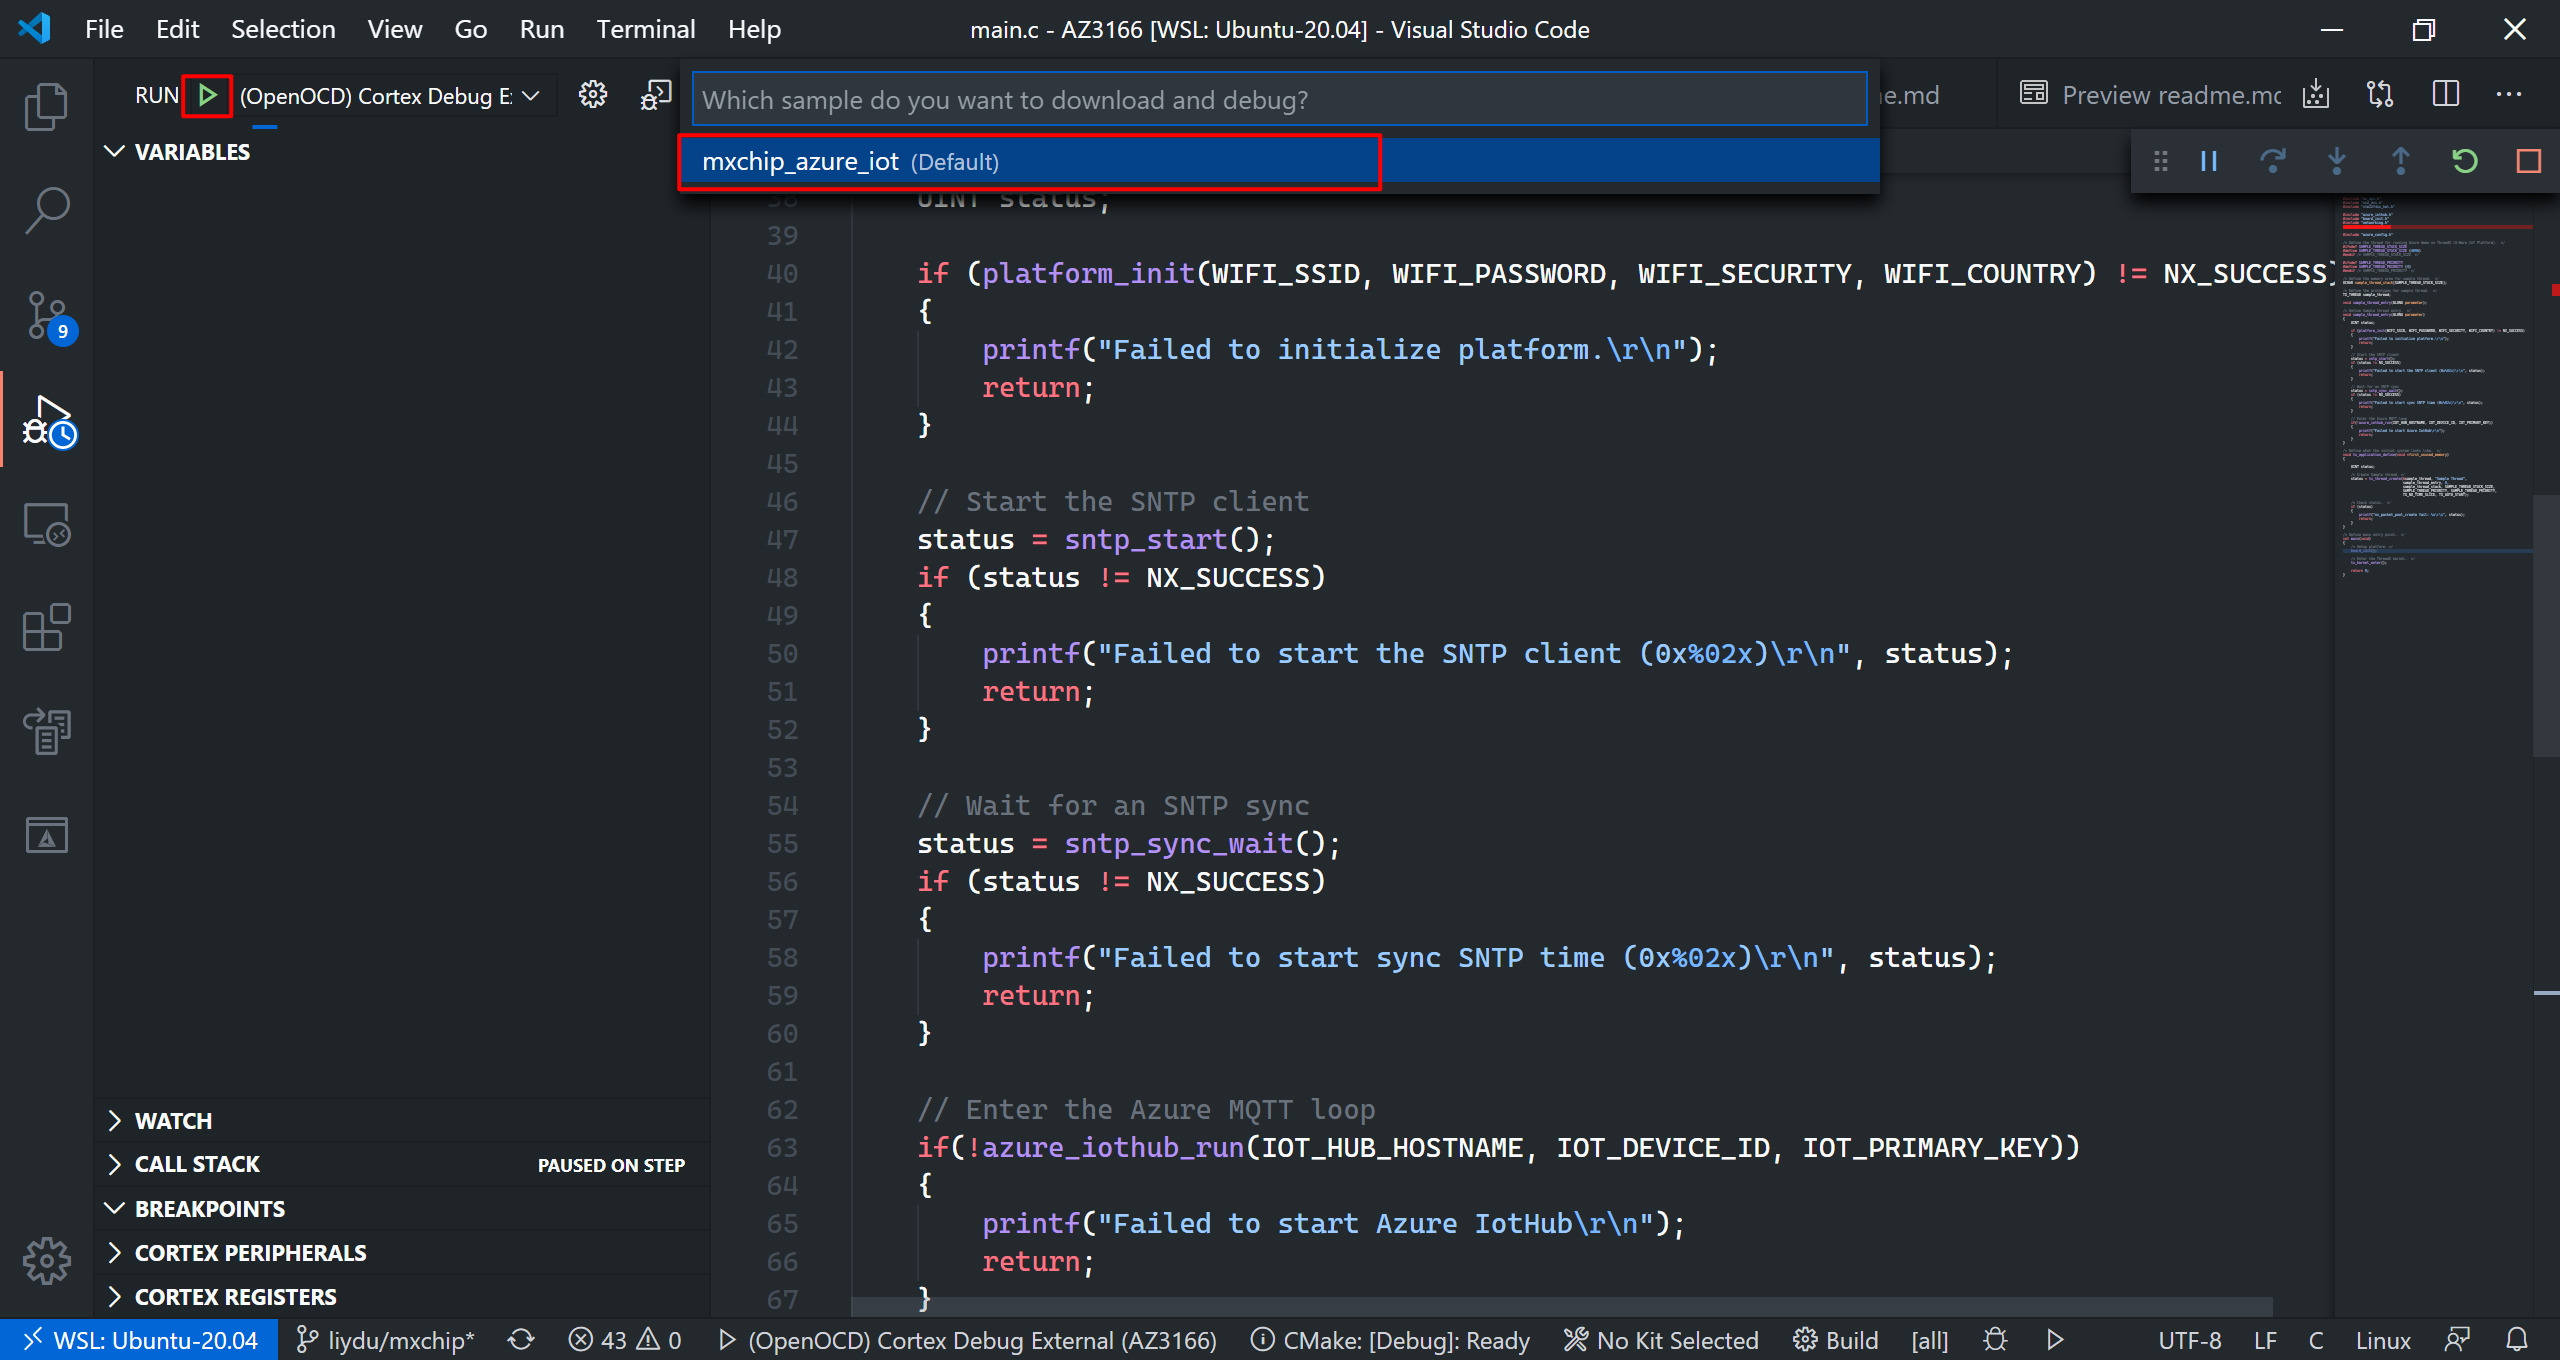 File Edit Selection View Go Run Terminal Help
main.c - AZ3166 [WSL: Ubuntu-20.04] - Visual Studio Code
RUN (OpenOCD) Cortex Debug E
Which sample do you want to download and debug?
mxchip_azure_iot (Default)
e.md
Preview readme.mc
VARIABLES
38 UINT status;
39
40 if (platform_init(WIFI_SSID, WIFI_PASSWORD, WIFI_SECURITY, WIFI_COUNTRY) != NX_SUCCESS)
41 {
42 printf("Failed to initialize platform.\r\n");
43 return;
44 }
45
46 // Start the SNTP client
47 status = sntp_start();
48 if (status != NX_SUCCESS)
49 {
50 printf("Failed to start the SNTP client (0x%02x)\r\n", status);
51 return;
52 }
53
54 // Wait for an SNTP sync
55 status = sntp_sync_wait();
56 if (status != NX_SUCCESS)
57 {
58 printf("Failed to start sync SNTP time (0x%02x)\r\n", status);
59 return;
60 }
61
62 // Enter the Azure MQTT loop
63 if(!azure_iothub_run(IOT_HUB_HOSTNAME, IOT_DEVICE_ID, IOT_PRIMARY_KEY))
64 {
65 printf("Failed to start Azure IotHub\r\n");
66 return;
67 }
9
WATCH
CALL STACK PAUSED ON STEP
BREAKPOINTS
CORTEX PERIPHERALS
CORTEX REGISTERS
WSL: Ubuntu-20.04 liydu/mxchip* 43 0 (OpenOCD) Cortex Debug External (AZ3166) CMake: [Debug]: Ready No Kit Selected Build [all] UTF-8 LF C Linux